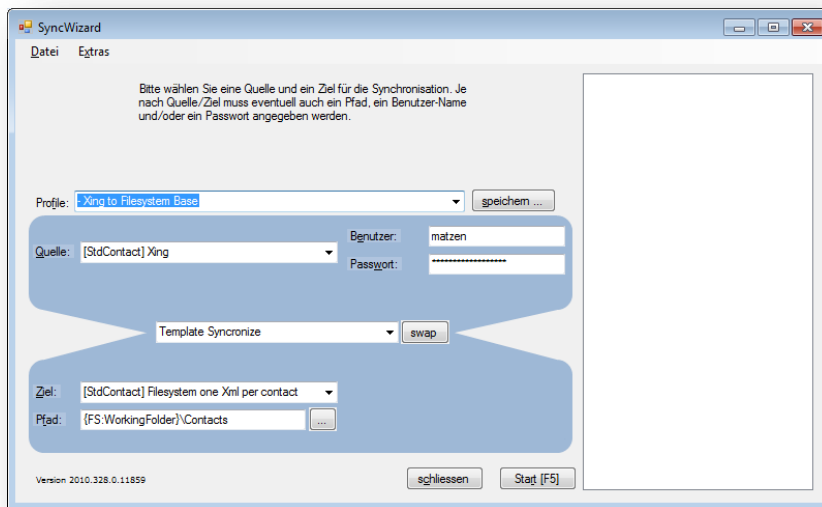 SyncWizard
Datei Extras
Bitte wählen Sie eine Quelle und ein Ziel für die Synchronisation. Je
nach Quelle/Ziel muss eventuell auch ein Pfad, ein Benutzer-Name
und/oder ein Passwort angegeben werden.
Profile: - Xing to Filesystem Base speichern ...
Benutzer: matzen
Quelle: [StdContact] Xing
Passwort: ******************
Template Syncronize swap
Ziel: [StdContact] Filesystem one Xml per contact
Pfad: {FS:WorkingFolder}\Contacts ...
Version 2010.328.0.11859 schliessen Start [F5]